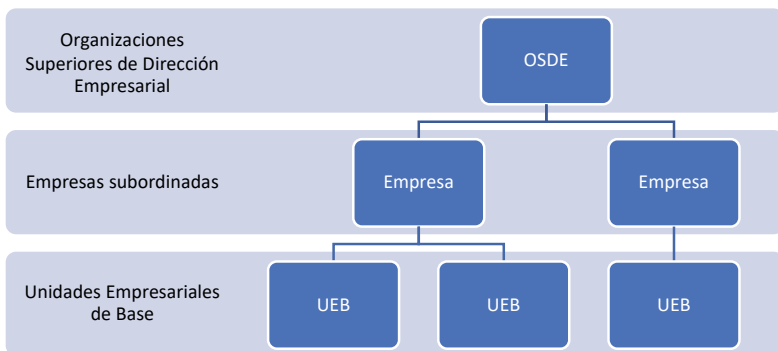 Organizaciones
Superiores de Dirección
Empresarial
OSDE
Empresas subordinadas
Empresa
Empresa
Unidades Empresariales
de Base
UEB
UEB
UEB